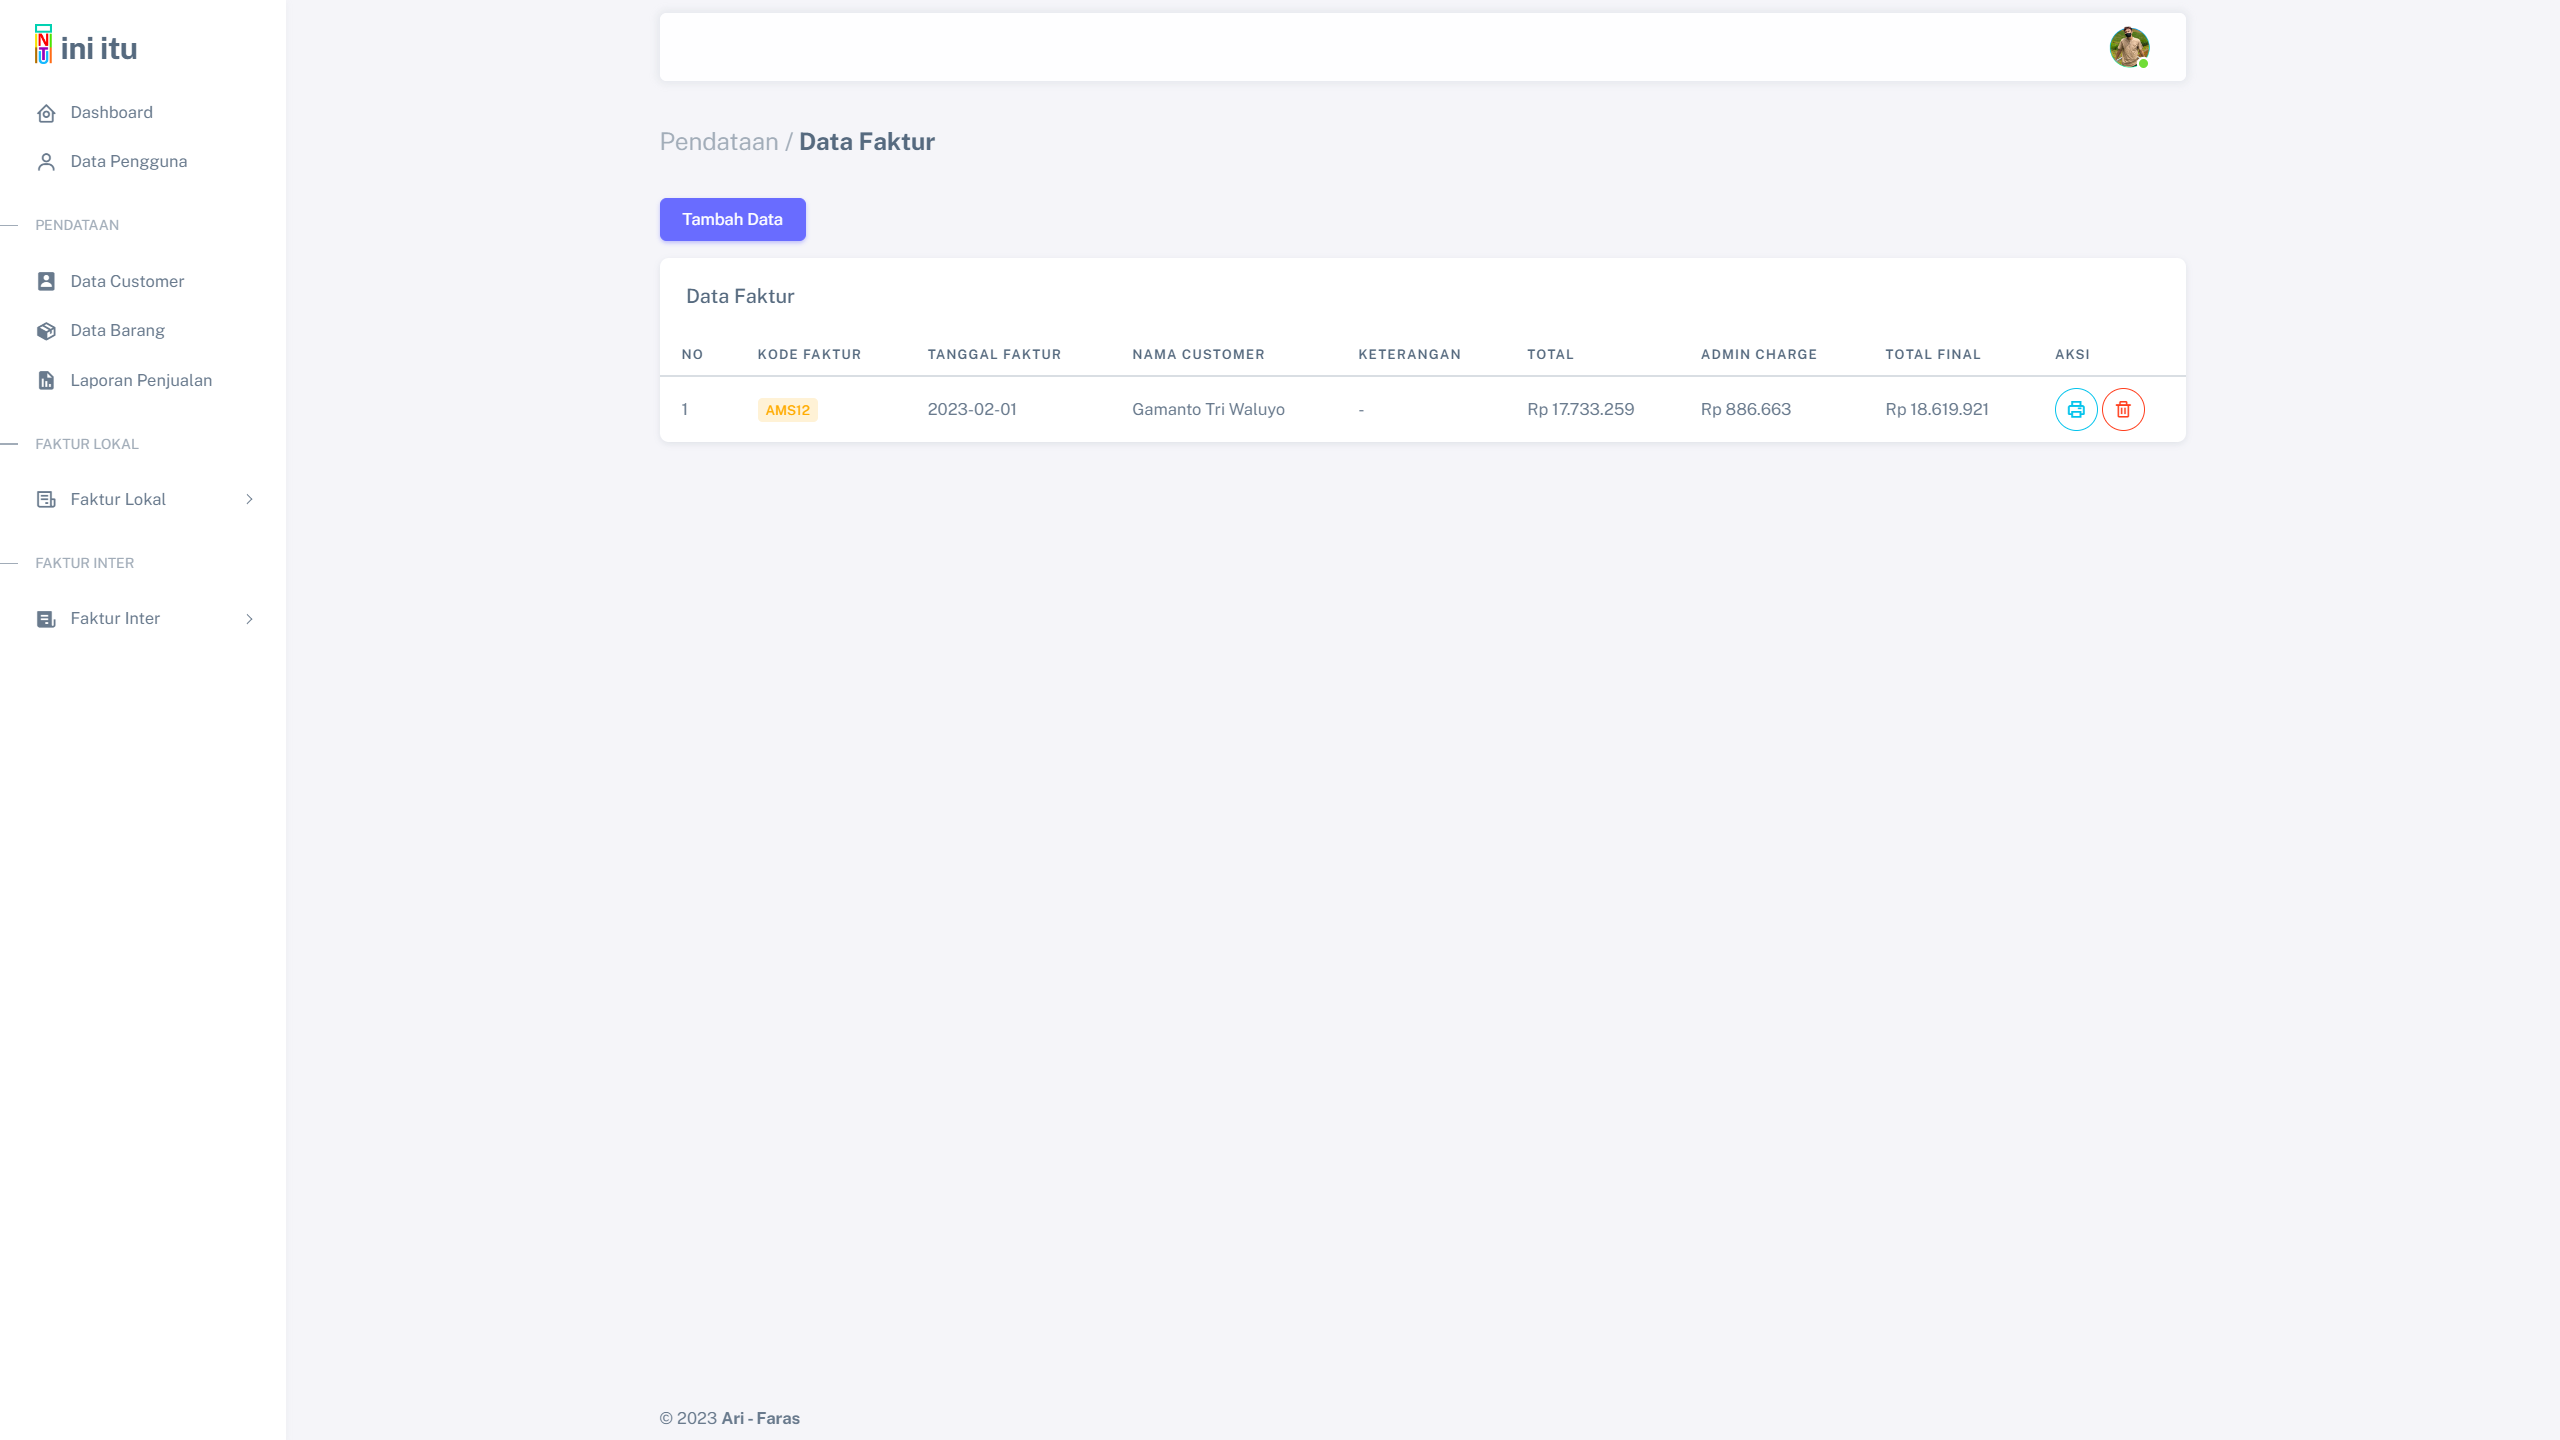 ini itu
Dashboard
Data Pengguna
PENDATAAN
Data Customer
Data Barang
Laporan Penjualan
FAKTUR LOKAL
Faktur Lokal
FAKTUR INTER
Faktur Inter
Pendataan / Data Faktur
Tambah Data
Data Faktur
NO KODE FAKTUR TANGGAL FAKTUR NAMA CUSTOMER KETERANGAN TOTAL ADMIN CHARGE TOTAL FINAL AKSI
1 AMS12 2023-02-01 Gamanto Tri Waluyo - Rp 17.733.259 Rp 886.663 Rp 18.619.921
© 2023 Ari - Faras